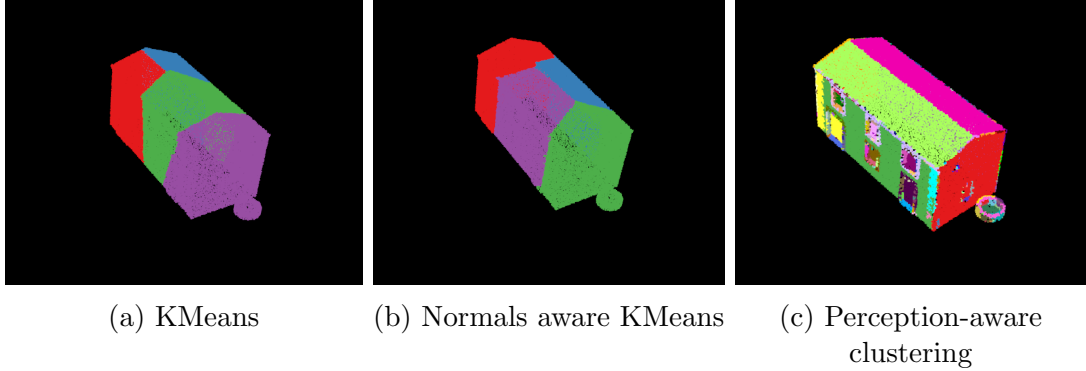 (a) KMeans
(b) Normals aware KMeans
(c) Perception-aware
clustering